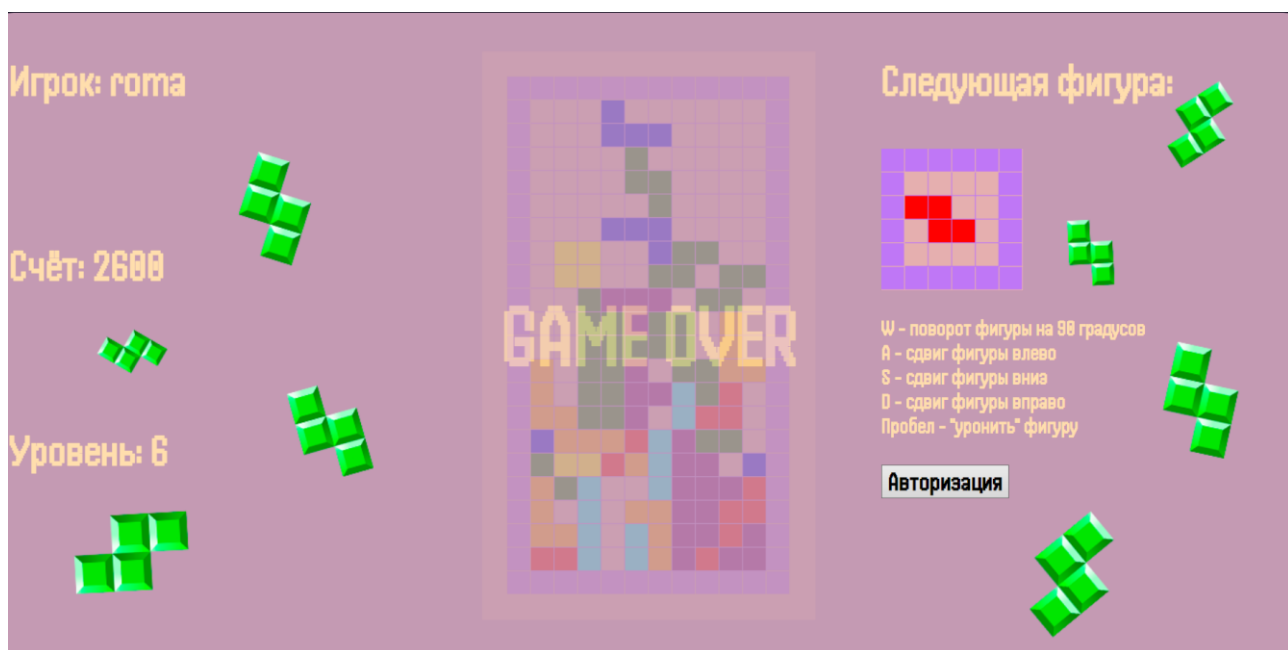 Игрок: roma
Счёт: 2600
Уровень: 6
GAME OVER
Следующая фигура:
W - поворот фигуры на 90 градусов
A - сдвиг фигуры влево
S - сдвиг фигуры вниз
D - сдвиг фигуры вправо
Пробел - "уронить" фигуру
Авторизация